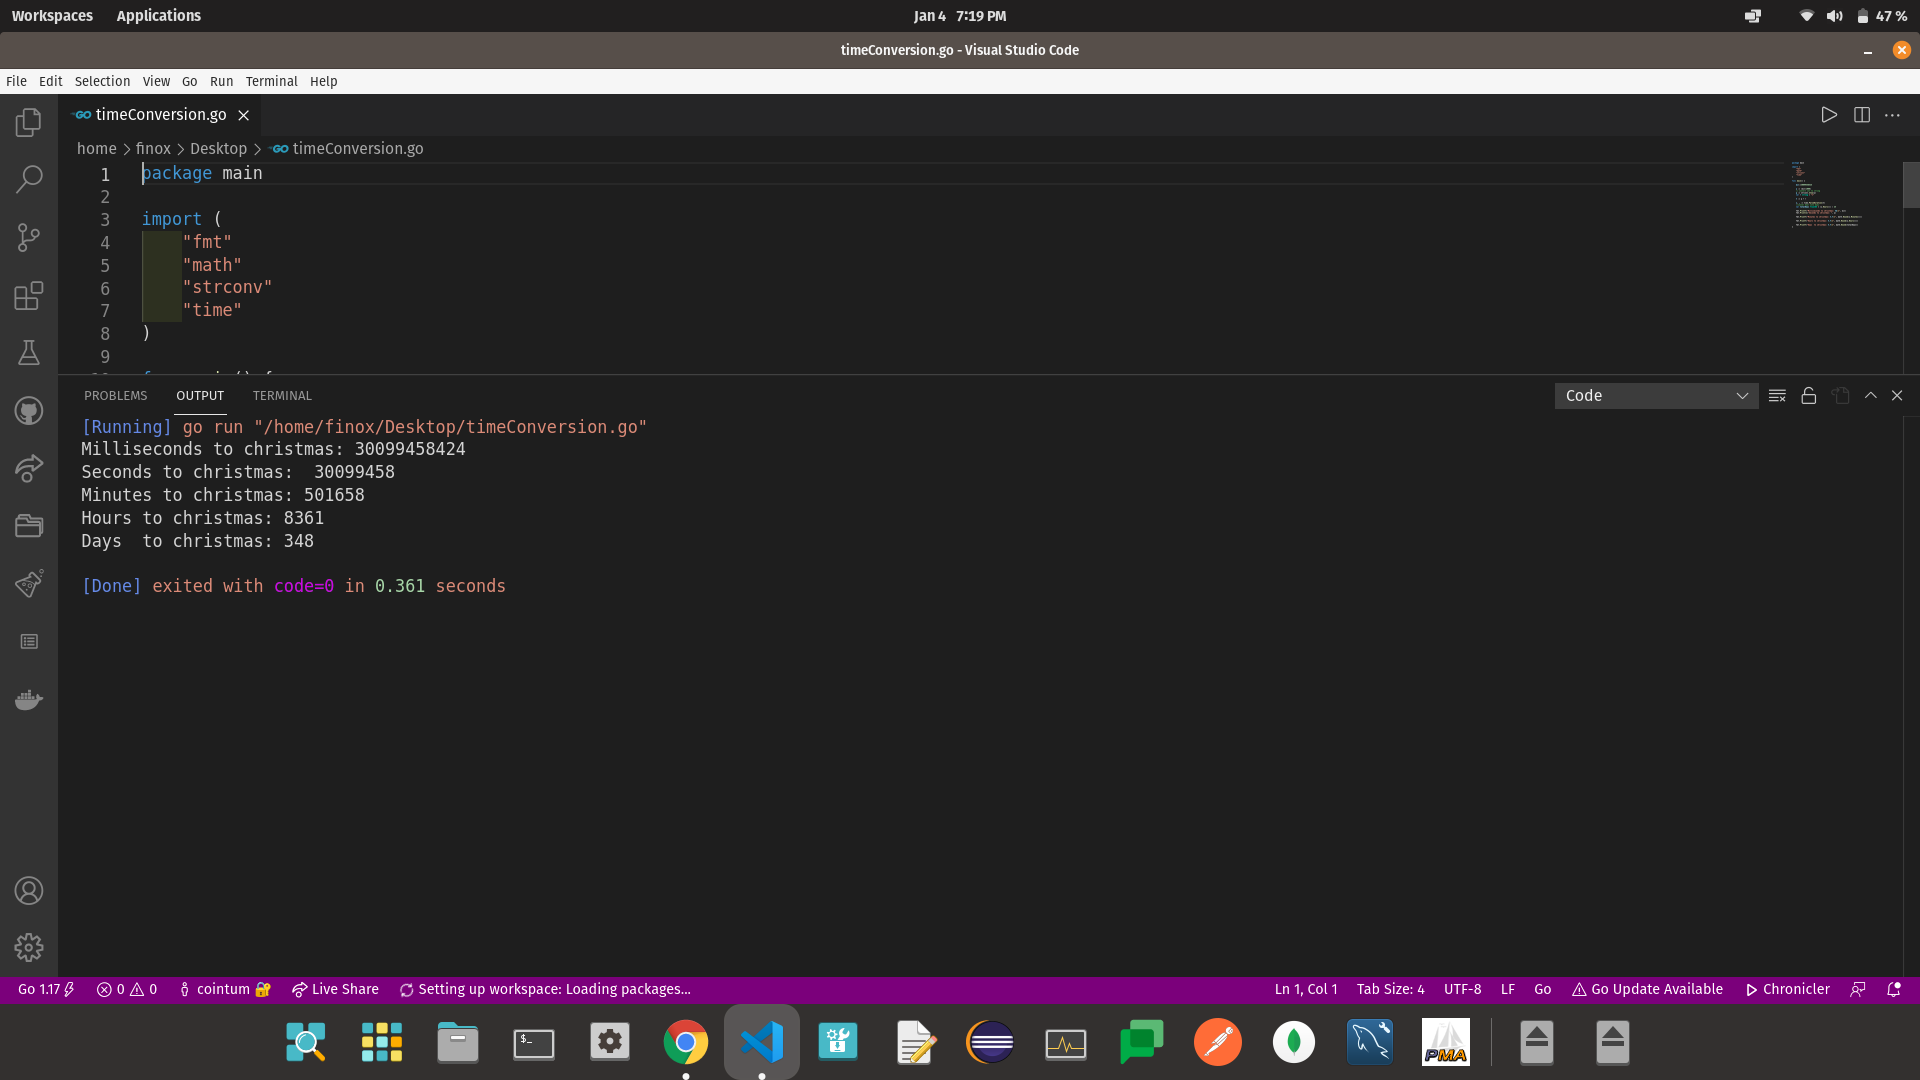 Workspaces Applications Jan 4 7:19 PM 47 %
timeConversion.go - Visual Studio Code
File Edit Selection View Go Run Terminal Help
GO timeConversion.go
home > finox > Desktop > GO timeConversion.go
1 package main
2
3 import (
4 "fmt"
5 "math"
6 "strconv"
7 "time"
8 )
9
PROBLEMS OUTPUT TERMINAL Code
[Running] go run "/home/finox/Desktop/timeConversion.go"
Milliseconds to christmas: 30099458424
Seconds to christmas:  30099458
Minutes to christmas: 501658
Hours to christmas: 8361
Days  to christmas: 348
[Done] exited with code=0 in 0.361 seconds
Go 1.17 0 0 cointum Live Share Setting up workspace: Loading packages... Ln 1, Col 1 Tab Size: 4 UTF-8 LF Go Go Update Available Chronicler
$_ PMA